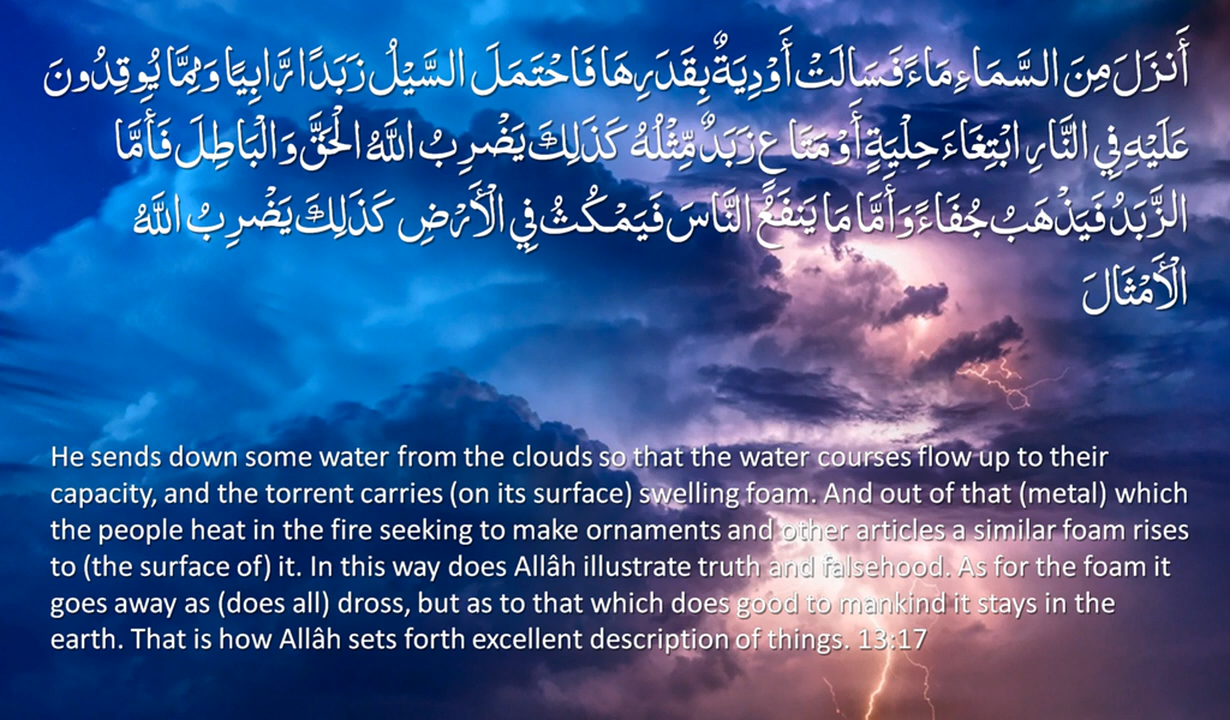 أَنزَلَ مِنَ السَّمَاءِ مَاءً فَسَالَتْ أَوْدِيَةٌ بِقَدَرِهَا فَاحْتَمَلَ السَّيْلُ زَبَدًا رَّابِيًا وَمِمَّا يُوقِدُونَ
عَلَيْهِ فِي النَّارِ ابْتِغَاءَ حِلْيَةٍ أَوْ مَتَاعٍ زَبَدٌ مِّثْلُهُ كَذَلِكَ يَضْرِبُ اللَّهُ الْحَقَّ وَالْبَاطِلَ فَأَمَّا
الزَّبَدُ فَيَذْهَبُ جُفَاءً وَأَمَّا مَا يَنفَعُ النَّاسَ فَيَمْكُثُ فِي الْأَرْضِ كَذَلِكَ يَضْرِبُ اللَّهُ
الْأَمْثَالَ
He sends down some water from the clouds so that the water courses flow up to their
capacity, and the torrent carries (on its surface) swelling foam. And out of that (metal) which
the people heat in the fire seeking to make ornaments and other articles a similar foam rises
to (the surface of) it. In this way does Allâh illustrate truth and falsehood. As for the foam it
goes away as (does all) dross, but as to that which does good to mankind it stays in the
earth. That is how Allâh sets forth excellent description of things. 13:17